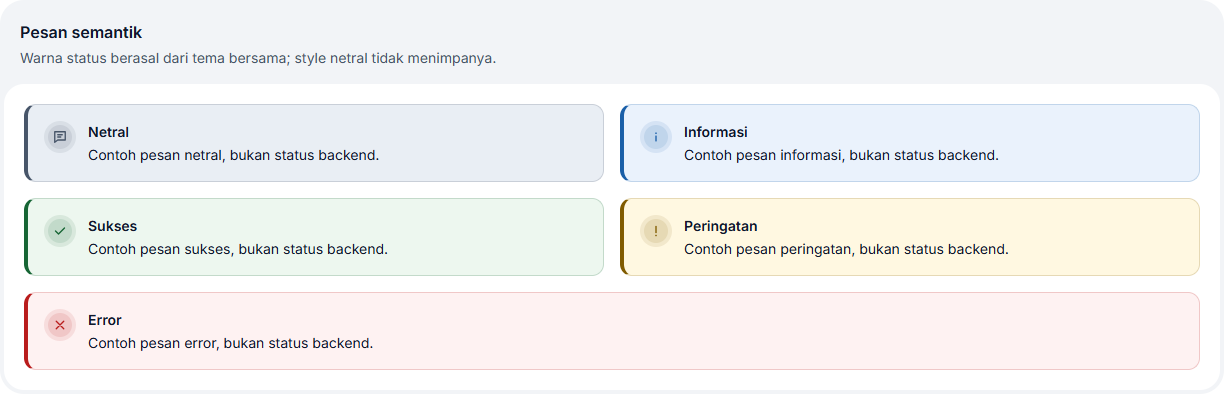 Pesan semantik
Warna status berasal dari tema bersama; style netral tidak menimpanya.
Netral
Contoh pesan netral, bukan status backend.
Informasi
Contoh pesan informasi, bukan status backend.
Sukses
Contoh pesan sukses, bukan status backend.
Peringatan
Contoh pesan peringatan, bukan status backend.
Error
Contoh pesan error, bukan status backend.